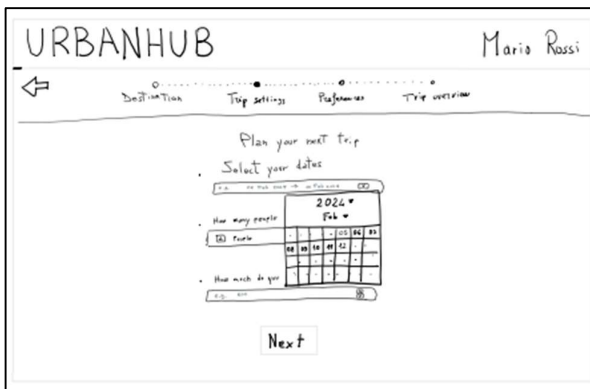 URBANHUB
Mario Rossi
Destination
Trip settings
Preferences
Trip overview
Plan your next trip
Select your dates
e.g.
2024
Feb
How many people
People
05 06 07
08 09 10 11 12
How much do you
e.g.
Next